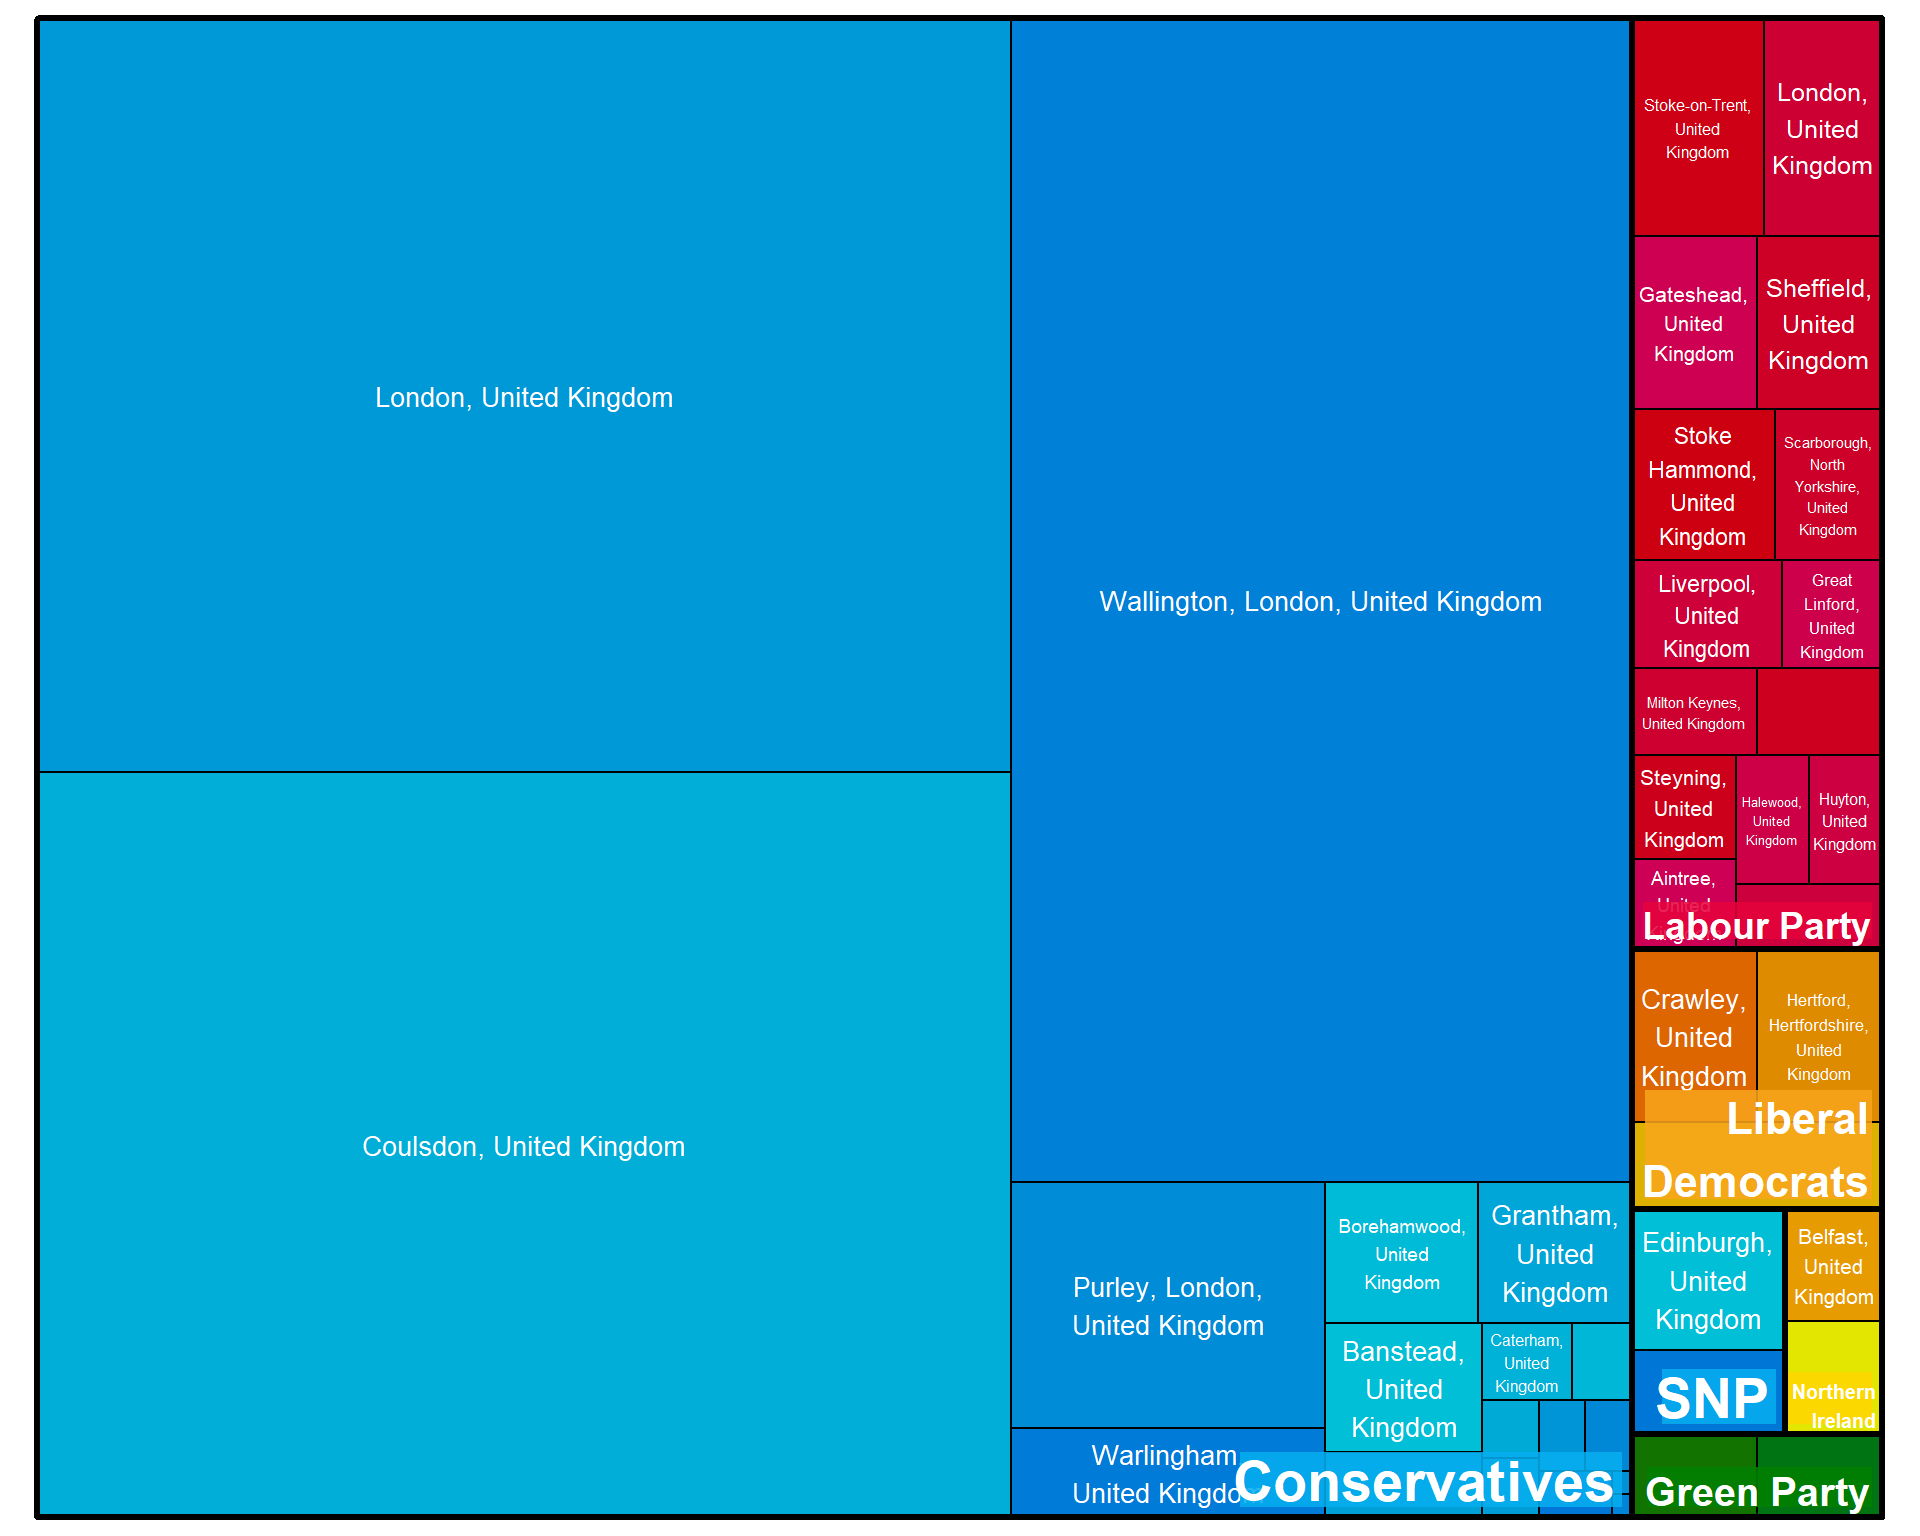 London, United Kingdom
Coulsdon, United Kingdom
Wallington, London, United Kingdom
Purley, London,
United Kingdom
Warlingham
United Kingdom
Borehamwood,
United
Kingdom
Grantham,
United
Kingdom
Banstead,
United
Kingdom
Caterham,
United
Kingdom
Conservatives
Stoke-on-Trent,
United
Kingdom
London,
United
Kingdom
Gateshead,
United
Kingdom
Sheffield,
United
Kingdom
Stoke
Hammond,
United
Kingdom
Scarborough,
North
Yorkshire,
United
Kingdom
Liverpool,
United
Kingdom
Great
Linford,
United
Kingdom
Milton Keynes,
United Kingdom
Steyning,
United
Kingdom
Halewood,
United
Kingdom
Huyton,
United
Kingdom
Aintree,
United
Kingdom
Labour Party
Crawley,
United
Kingdom
Hertford,
Hertfordshire,
United
Kingdom
Liberal
Democrats
Edinburgh,
United
Kingdom
SNP
Belfast,
United
Kingdom
Northern
Ireland
Green Party